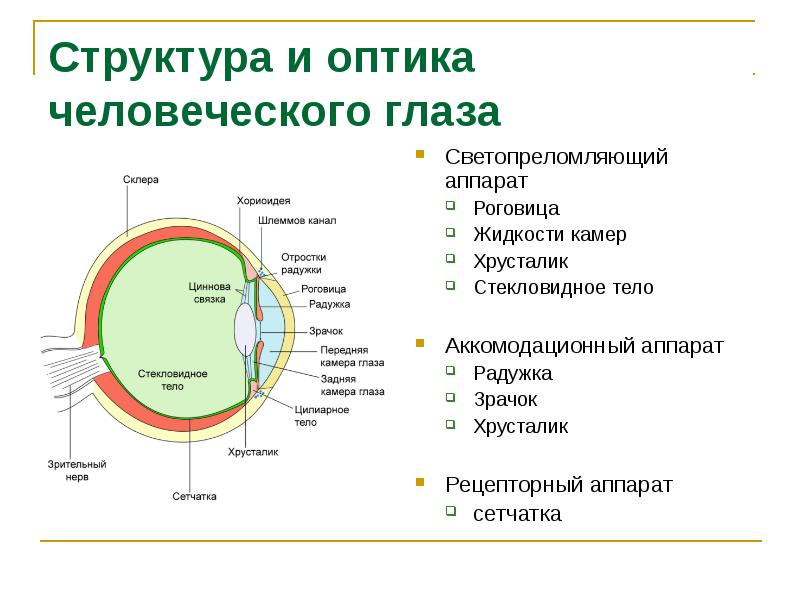 Структура и оптика
человеческого глаза
Склера
Хориоидея
Шлеммов канал
Отростки
радужки
Циннова
связка
Роговица
Радужка
Зрачок
Передняя
камера глаза
Стекловидное
тело
Задняя
камера глаза
Цилиарное
тело
Хрусталик
Зрительный
нерв
Сетчатка
Светопреломляющий
аппарат
Роговица
Жидкости камер
Хрусталик
Стекловидное тело
Аккомодационный аппарат
Радужка
Зрачок
Хрусталик
Рецепторный аппарат
сетчатка